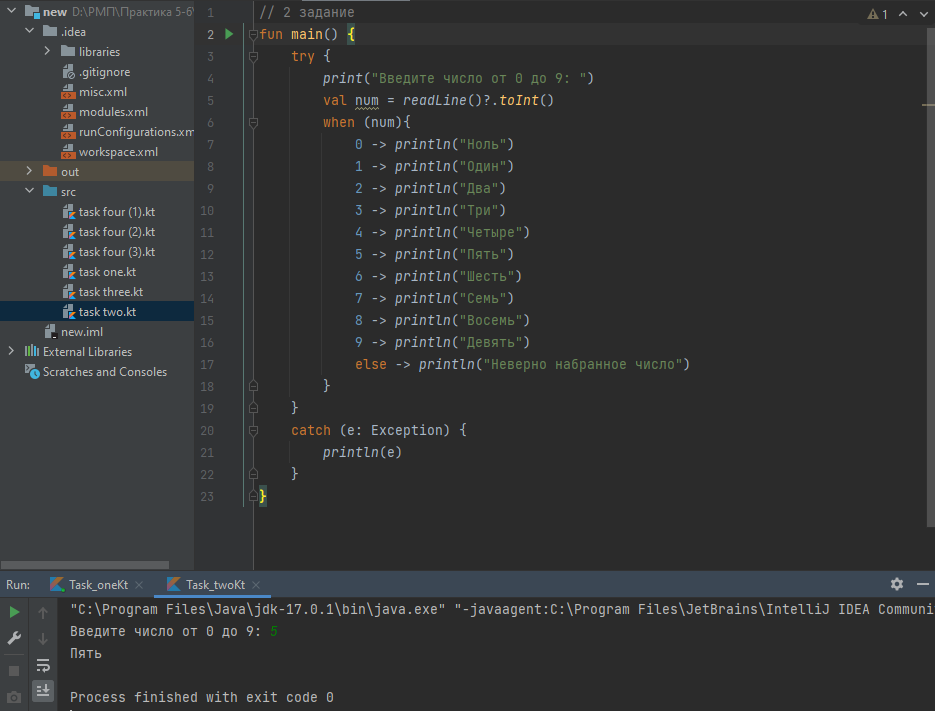 new D:\РМП\Практика 5-6\
.idea
libraries
.gitignore
misc.xml
modules.xml
runConfigurations.xm
workspace.xml
out
src
task four (1).kt
task four (2).kt
task four (3).kt
task one.kt
task three.kt
task two.kt
new.iml
External Libraries
Scratches and Consoles
1 // 2 задание
2 fun main() {
3 try {
4 print("Введите число от 0 до 9: ")
5 val num = readLine()?.toInt()
6 when (num){
7 0 -> println("Ноль")
8 1 -> println("Один")
9 2 -> println("Два")
10 3 -> println("Три")
11 4 -> println("Четыре")
12 5 -> println("Пять")
13 6 -> println("Шесть")
14 7 -> println("Семь")
15 8 -> println("Восемь")
16 9 -> println("Девять")
17 else -> println("Неверно набранное число")
18 }
19 }
20 catch (e: Exception) {
21 println(e)
22 }
23 }
1
Run: Task_oneKt Task_twoKt
"C:\Program Files\Java\jdk-17.0.1\bin\java.exe" "-javaagent:C:\Program Files\JetBrains\IntelliJ IDEA Communi
Введите число от 0 до 9: 5
Пять
Process finished with exit code 0